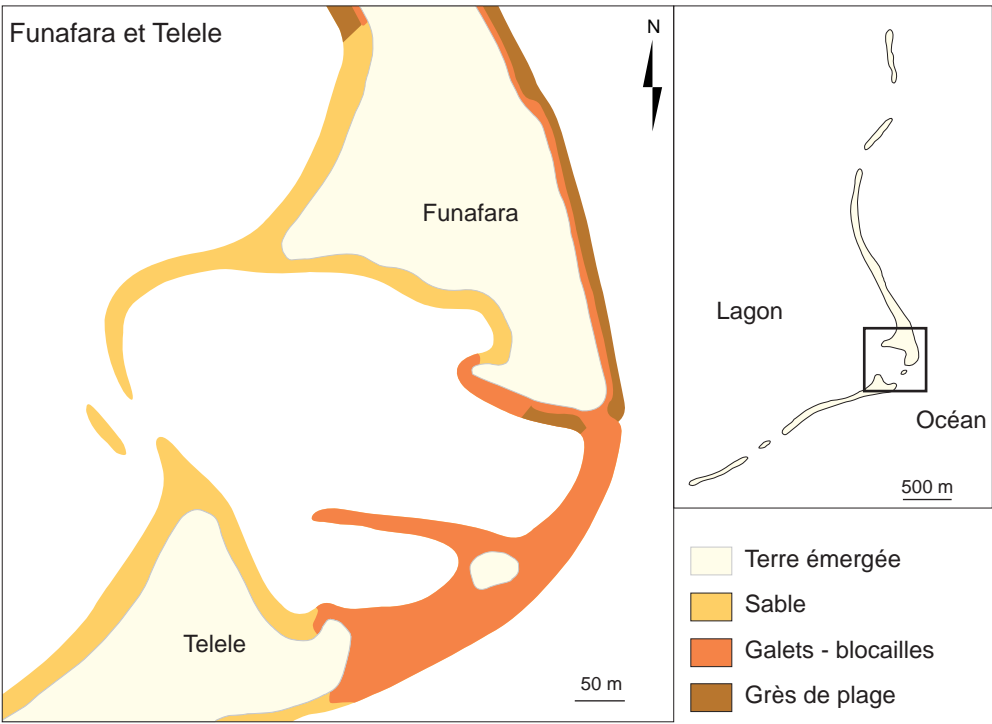 Funafara et Telele
N
Funafara
Telele
50 m
Lagon
Océan
500 m
Terre émergée
Sable
Galets - blocailles
Grès de plage